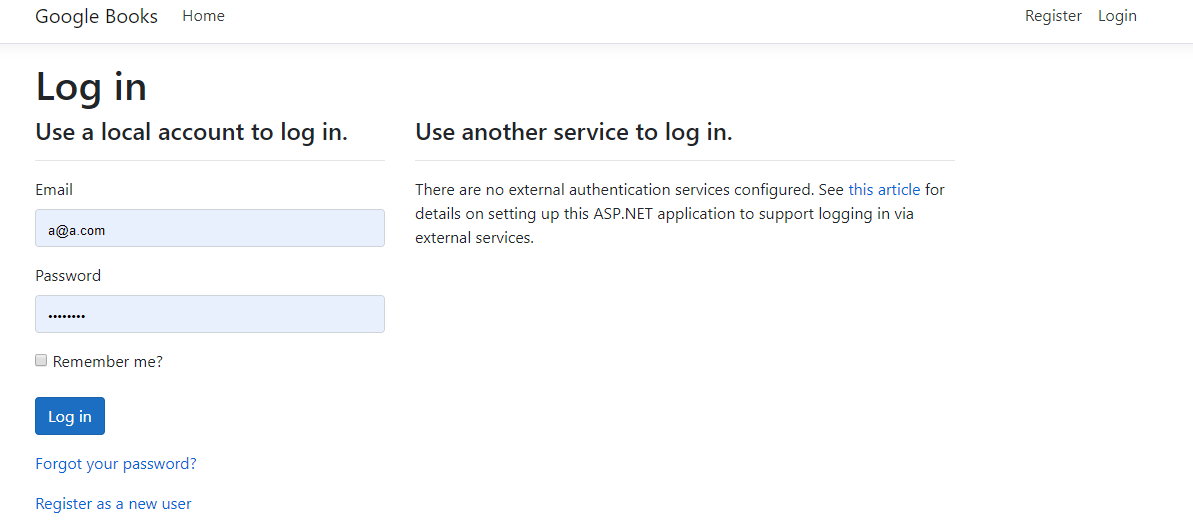 Google Books Home Register Login
Log in
Use a local account to log in.
Email
a@a.com
Password
••••••••
Remember me?
Log in
Forgot your password?
Register as a new user
Use another service to log in.
There are no external authentication services configured. See this article for
details on setting up this ASP.NET application to support logging in via
external services.